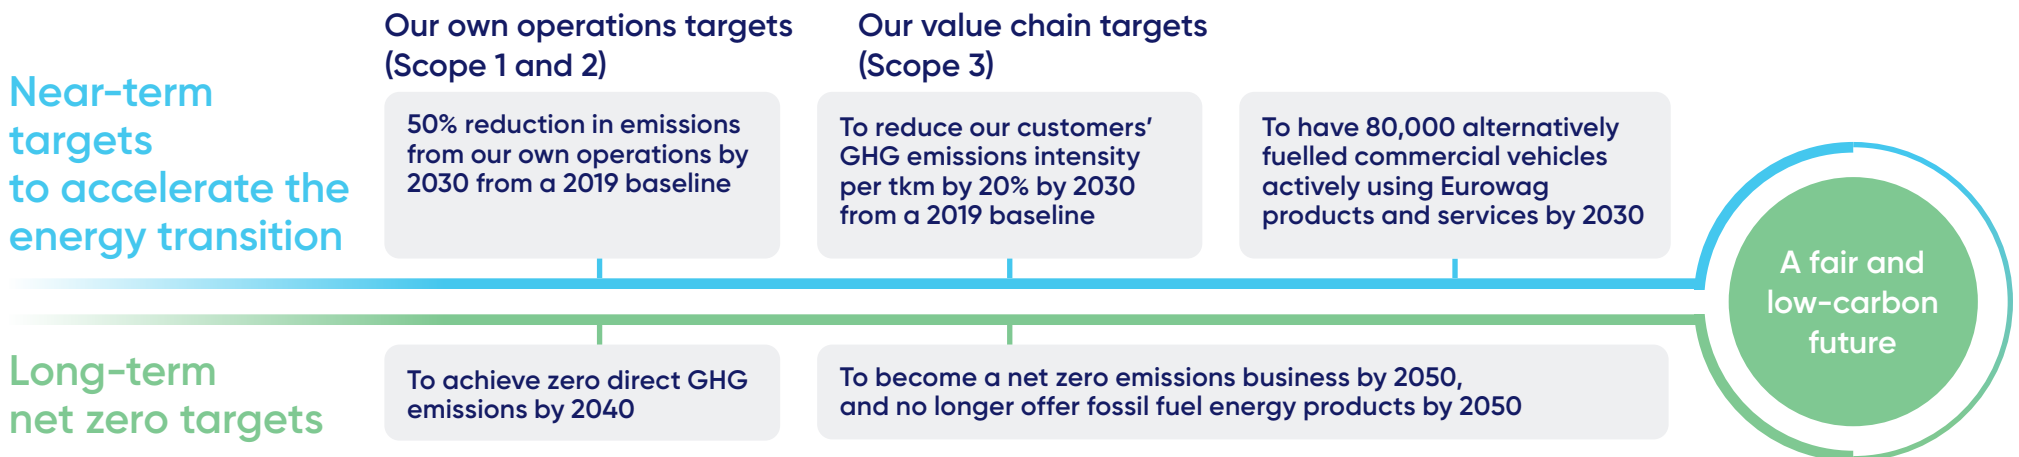 Our own operations targets
(Scope 1 and 2)
Our value chain targets
(Scope 3)
Near-term
targets
to accelerate the
energy transition
50% reduction in emissions
from our own operations by
2030 from a 2019 baseline
To reduce our customers’
GHG emissions intensity
per tkm by 20% by 2030
from a 2019 baseline
To have 80,000 alternatively
fuelled commercial vehicles
actively using Eurowag
products and services by 2030
A fair and
low-carbon
future
Long-term
net zero targets
To achieve zero direct GHG
emissions by 2040
To become a net zero emissions business by 2050,
and no longer offer fossil fuel energy products by 2050